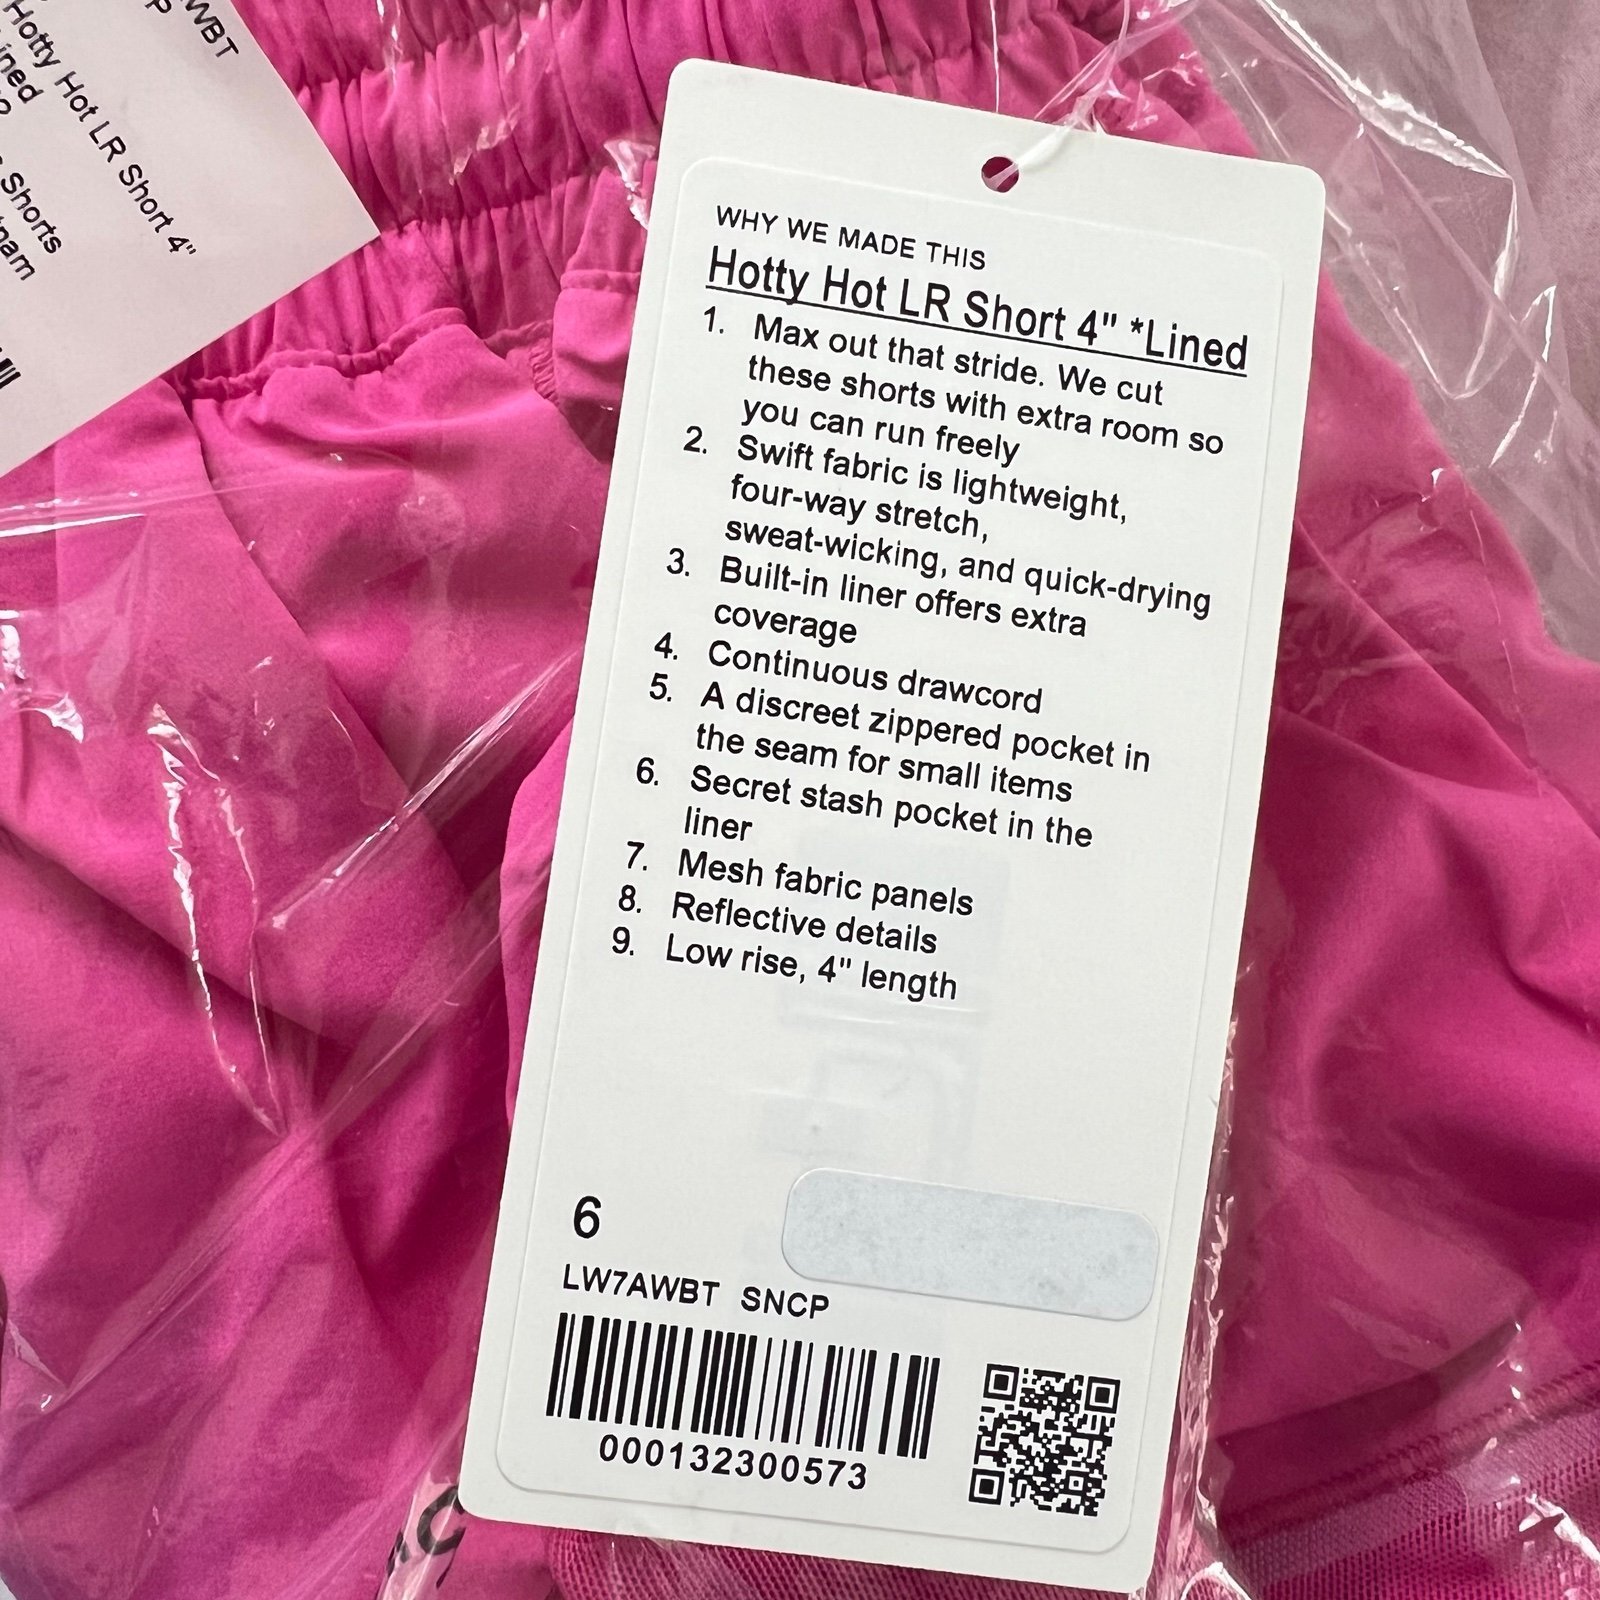 WBT
P
Hotty Hot LR Short 4"
ined
Shorts
nam
WHY WE MADE THIS
Hotty Hot LR Short 4" *Lined
1. Max out that stride. We cut
these shorts with extra room so
you can run freely
2. Swift fabric is lightweight,
four-way stretch,
sweat-wicking, and quick-drying
3. Built-in liner offers extra
coverage
4. Continuous drawcord
5. A discreet zippered pocket in
the seam for small items
6. Secret stash pocket in the
liner
7. Mesh fabric panels
8. Reflective details
9. Low rise, 4" length
6
LW7AWBT SNCP
000132300573